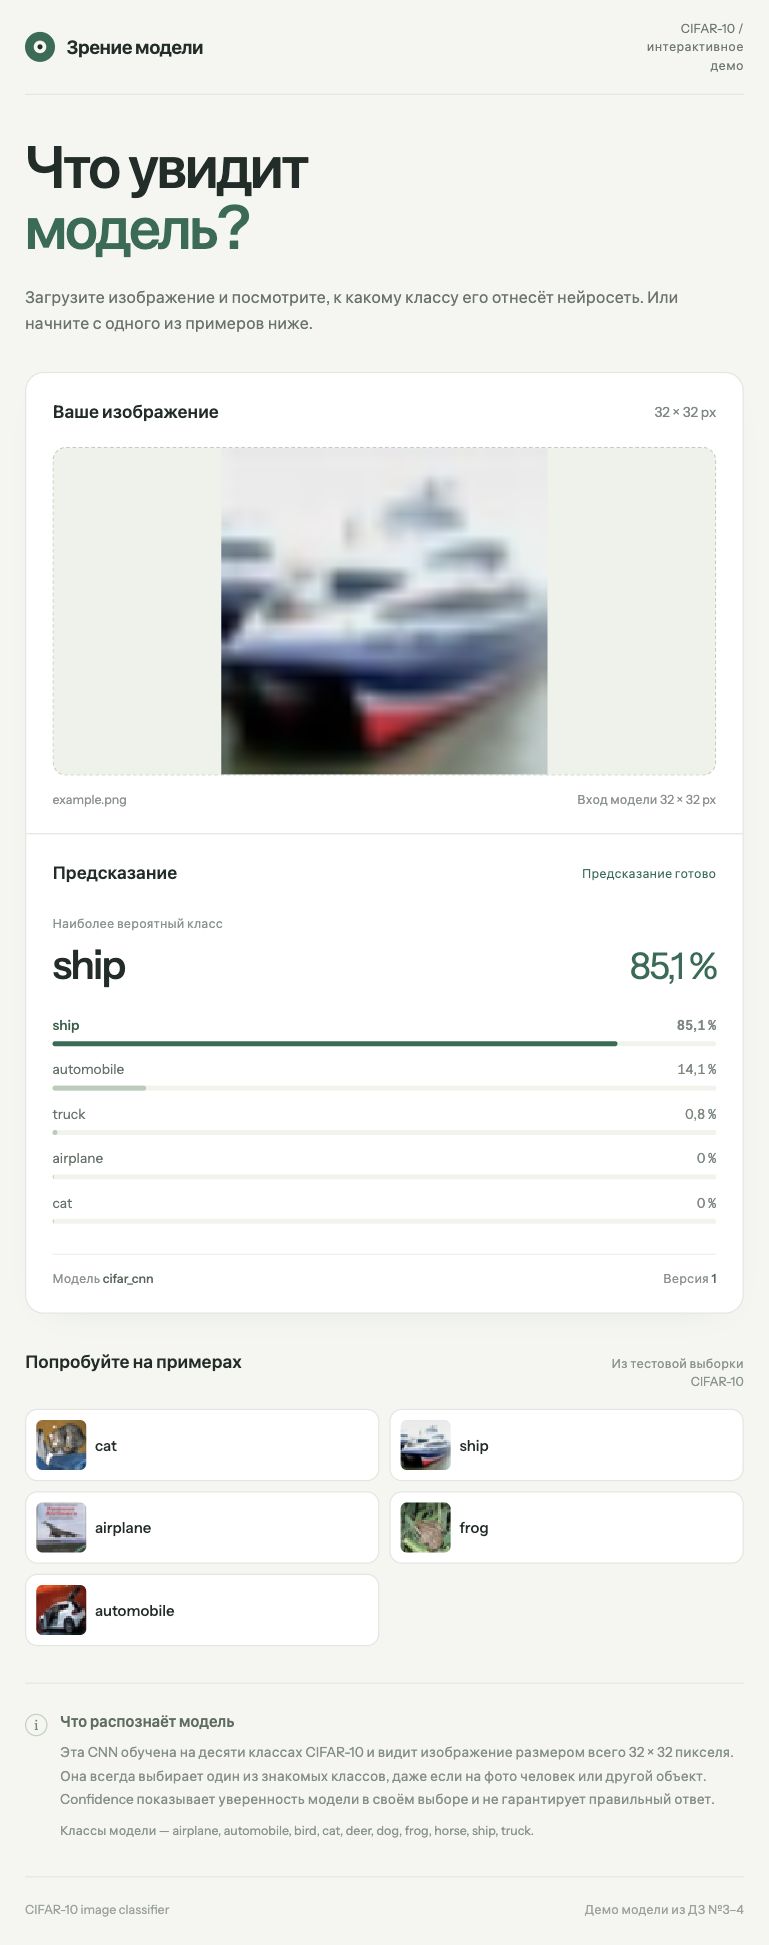 Зрение модели
CIFAR-10 /
интерактивное
демо
Что увидит
модель?
Загрузите изображение и посмотрите, к какому классу его отнесёт нейросеть. Или
начните с одного из примеров ниже.
Ваше изображение
32 × 32 px
example.png
Вход модели 32 × 32 px
Предсказание
Предсказание готово
Наиболее вероятный класс
ship
85,1 %
ship
85,1 %
automobile
14,1 %
truck
0,8 %
airplane
0 %
cat
0 %
Модель cifar_cnn
Версия 1
Попробуйте на примерах
Из тестовой выборки
CIFAR-10
cat
ship
airplane
frog
automobile
i
Что распознаёт модель
Эта CNN обучена на десяти классах CIFAR-10 и видит изображение размером всего 32 × 32 пикселя.
Она всегда выбирает один из знакомых классов, даже если на фото человек или другой объект.
Confidence показывает уверенность модели в своём выборе и не гарантирует правильный ответ.
Классы модели — airplane, automobile, bird, cat, deer, dog, frog, horse, ship, truck.
CIFAR-10 image classifier
Демо модели из ДЗ №3–4